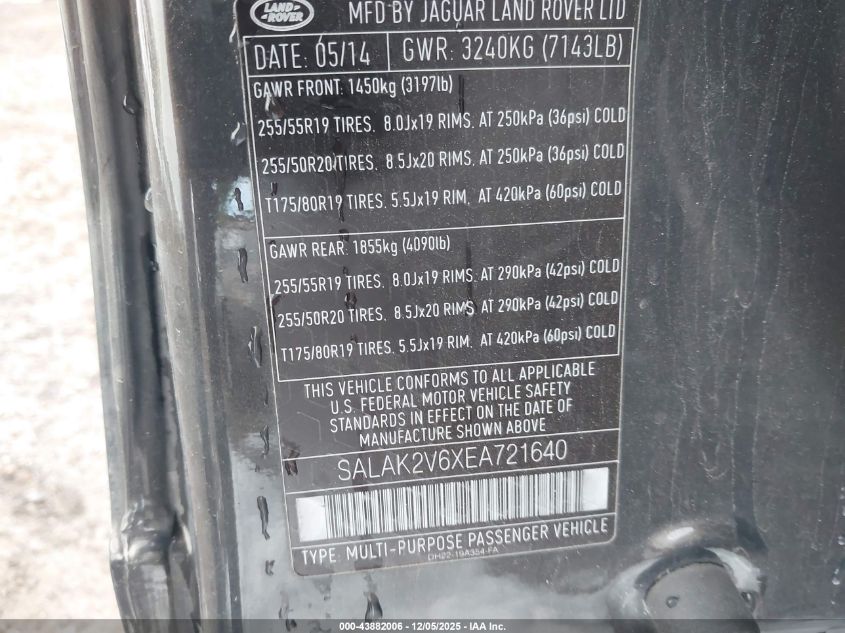 LAND ROVER
MFD BY JAGUAR LAND ROVER LTD
DATE: 05/14 GWR: 3240KG (7143LB)
GAWR FRONT: 1450kg (3197lb)
255/55R19 TIRES. 8.0Jx19 RIMS. AT 250kPa (36psi) COLD
255/50R20 TIRES. 8.5Jx20 RIMS. AT 250kPa (36psi) COLD
T175/80R19 TIRES. 5.5Jx19 RIM. AT 420kPa (60psi) COLD
GAWR REAR: 1855kg (4090lb)
255/55R19 TIRES. 8.0Jx19 RIMS. AT 290kPa (42psi) COLD
255/50R20 TIRES. 8.5Jx20 RIMS. AT 290kPa (42psi) COLD
T175/80R19 TIRES. 5.5Jx19 RIM. AT 420kPa (60psi) COLD
THIS VEHICLE CONFORMS TO ALL APPLICABLE
U.S. FEDERAL MOTOR VEHICLE SAFETY
STANDARDS IN EFFECT ON THE DATE OF
MANUFACTURE SHOWN ABOVE
SALAK2V6XEA721640
TYPE: MULTI-PURPOSE PASSENGER VEHICLE
DH22-19A354-FA
000-43882006 - 12/05/2025 - IAA Inc.